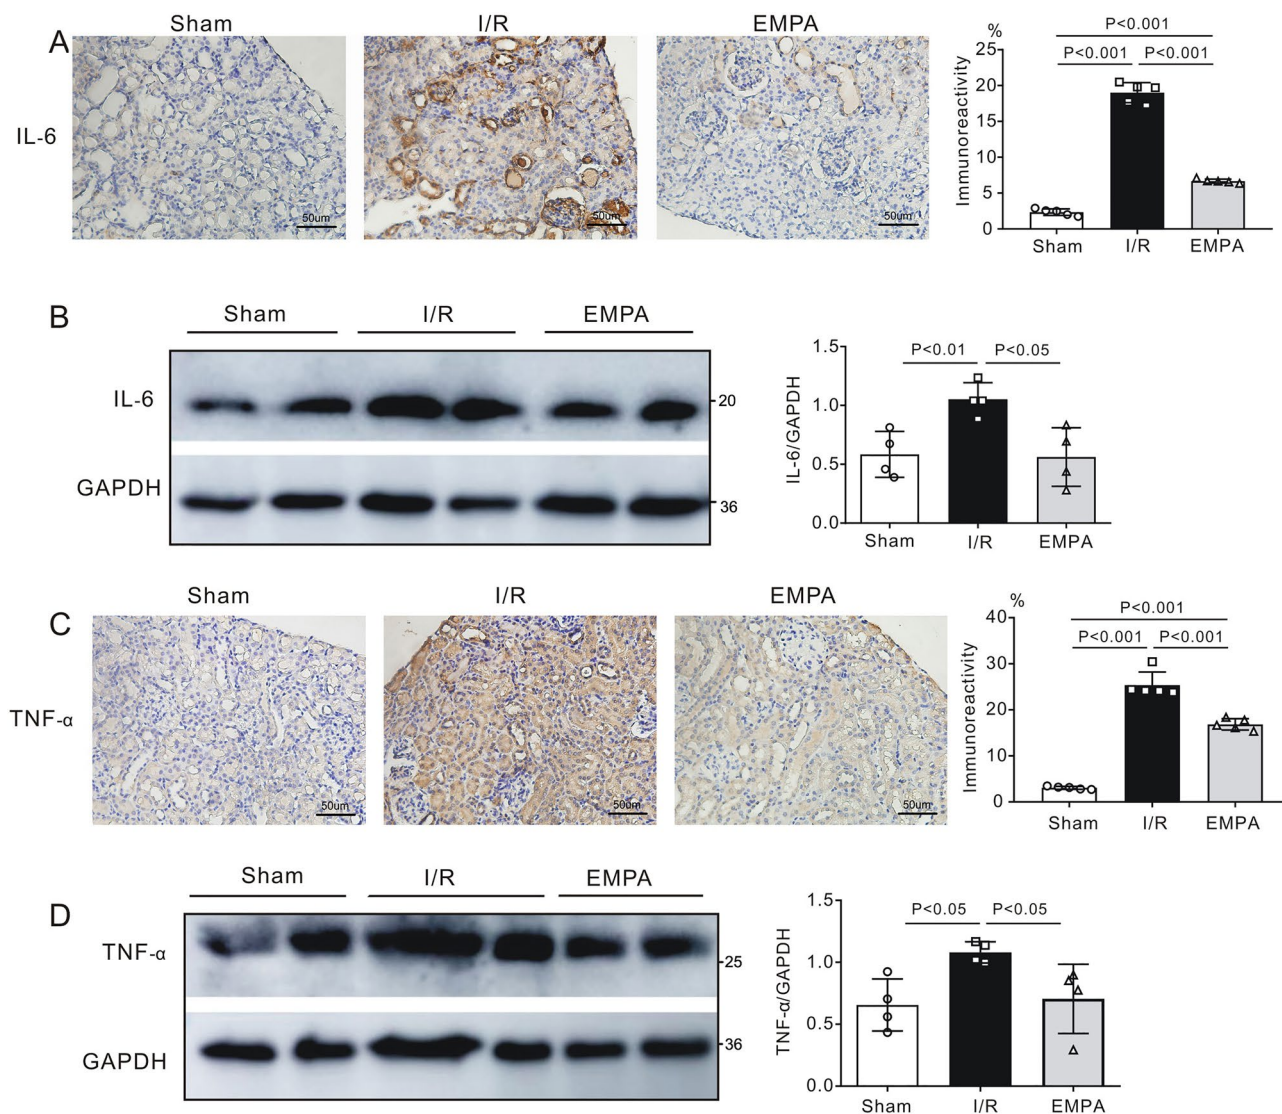 A
Sham
I/R
EMPA
IL-6
50um
50um
50um
%
P<0.001
P<0.001 P<0.001
Immunoreactivity
25
20
15
10
5
0
Sham
I/R
EMPA
B
Sham
I/R
EMPA
IL-6
20
GAPDH
36
P<0.01
P<0.05
IL-6/GAPDH
1.5
1.0
0.5
0.0
Sham
I/R
EMPA
C
Sham
I/R
EMPA
TNF-α
50um
50um
50um
%
P<0.001
P<0.001 P<0.001
Immunoreactivity
40
30
20
10
0
Sham
I/R
EMPA
D
Sham
I/R
EMPA
TNF-α
25
GAPDH
36
P<0.05
P<0.05
TNF-α/GAPDH
1.5
1.0
0.5
0.0
Sham
I/R
EMPA